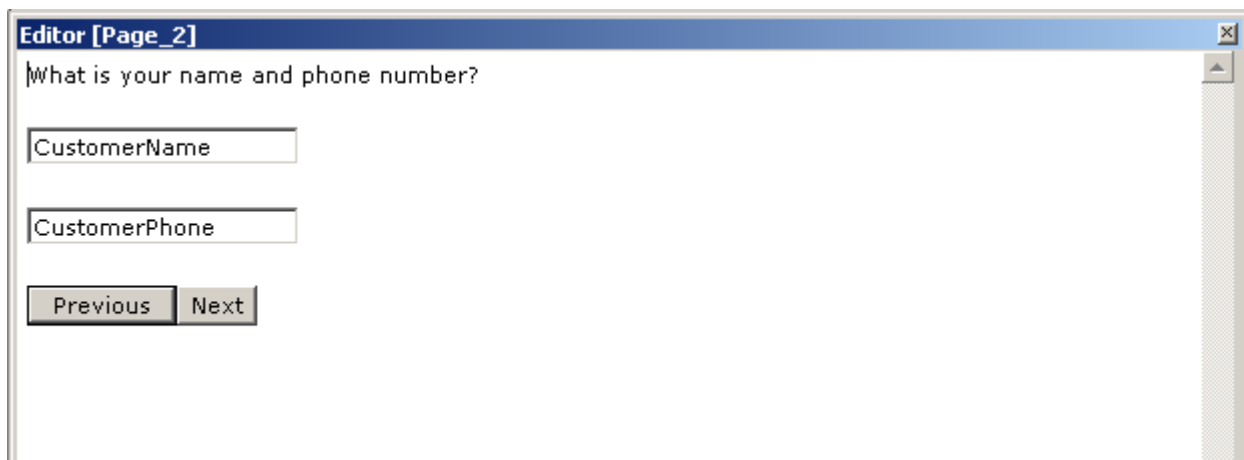 Editor [Page_2]
What is your name and phone number?
CustomerName
CustomerPhone
Previous Next